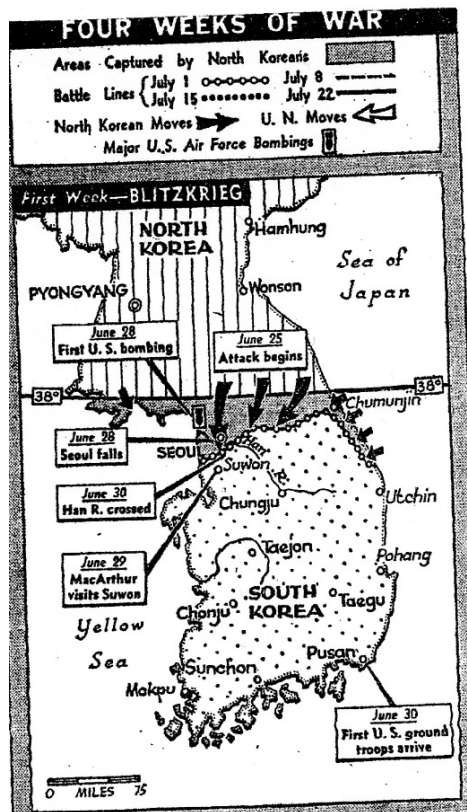 FOUR WEEKS OF WAR
Areas Captured by North Koreans
Battle Lines
July 1
July 8
July 15
July 22
North Korean Moves
U. N. Moves
Major U.S. Air Force Bombings
First Week—BLITZKRIEG
NORTH
KOREA
Hamhung
Sea of
Japan
PYONGYANG
Wonson
June 28
First U.S. bombing
June 25
Attack begins
38°
38°
Chumunjin
June 28
Seoul falls
SEOUL
Han R.
Suwon
June 30
Han R. crossed
Chungju
Utchin
June 29
MacArthur
visits Suwon
Taejon
Pohang
SOUTH
KOREA
Chonju
Taegu
Yellow
Sea
Sunchon
Pusan
Mokpu
June 30
First U.S. ground
troops arrive
0 MILES 75